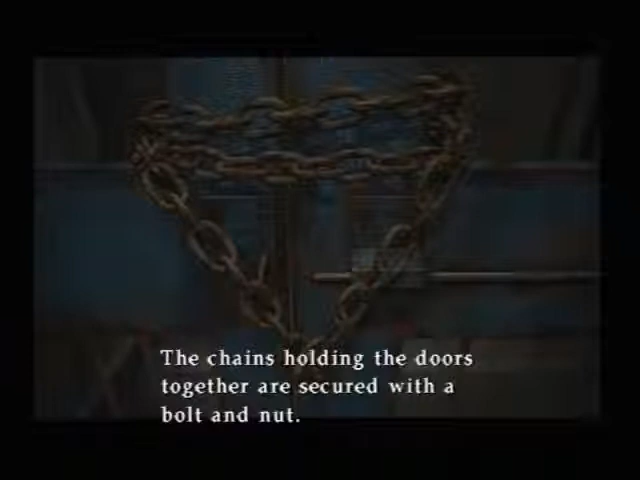 The chains holding the doors
together are secured with a
bolt and nut.